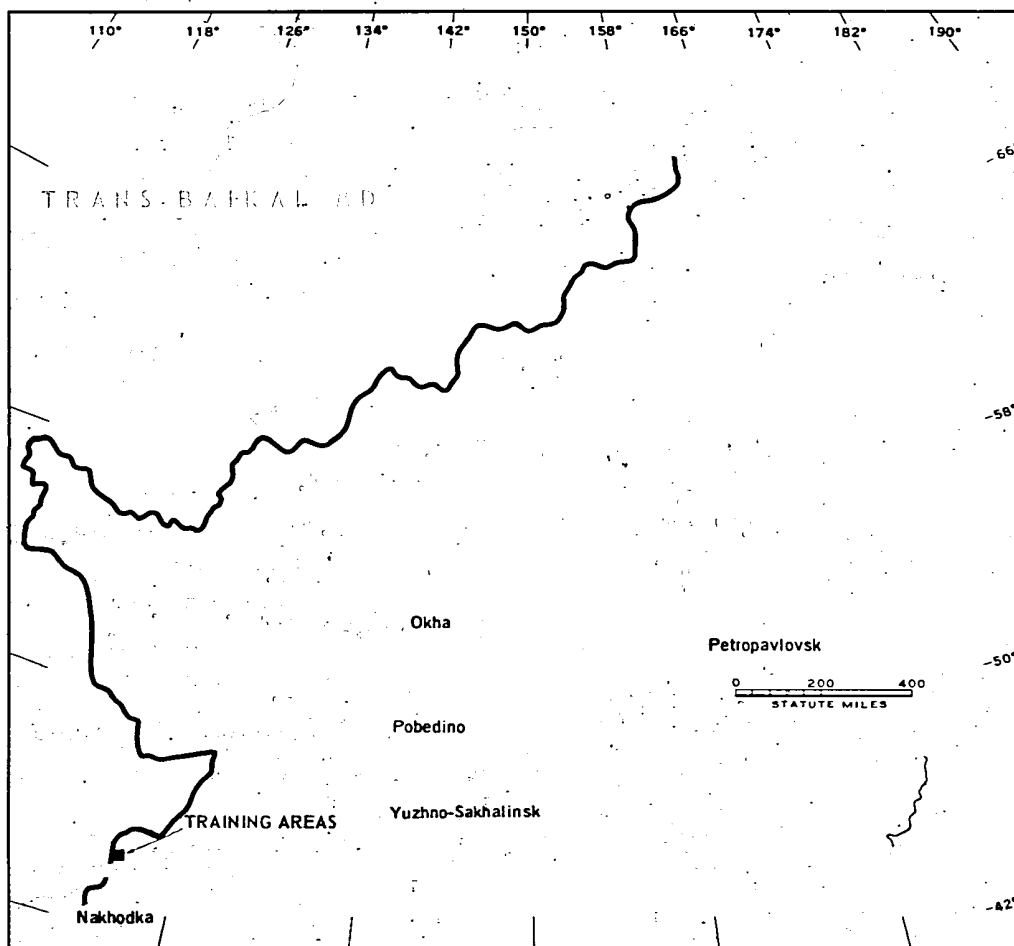 110° 118° 126° 134° 142° 150° 158° 166° 174° 182° 190°
66°
TRANS-BAIKAL MD
58°
Okha
Petropavlovsk
50°
0 200 400
STATUTE MILES
Pobedino
Yuzhno-Sakhalinsk
TRAINING AREAS
42°
Nakhodka